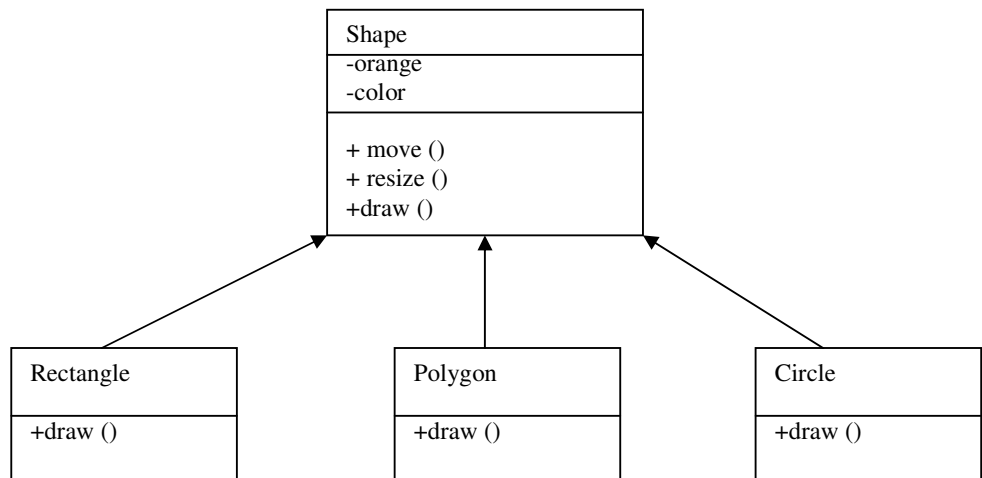 Shape
-orange
-color
+ move ()
+ resize ()
+draw ()
Rectangle
+draw ()
Polygon
+draw ()
Circle
+draw ()